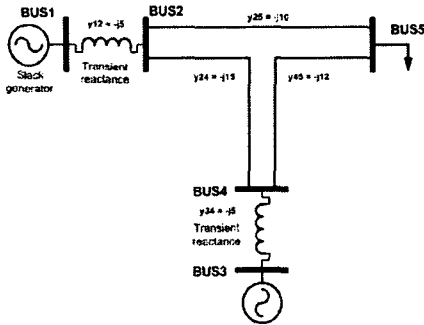 BUS1
y12 = -j5
BUS2
y25 = -j10
BUS5
Slack
generator
Transient
reactance
y24 = -j15
y45 = -j12
BUS4
y34 = -j5
Transient
reactance
BUS3